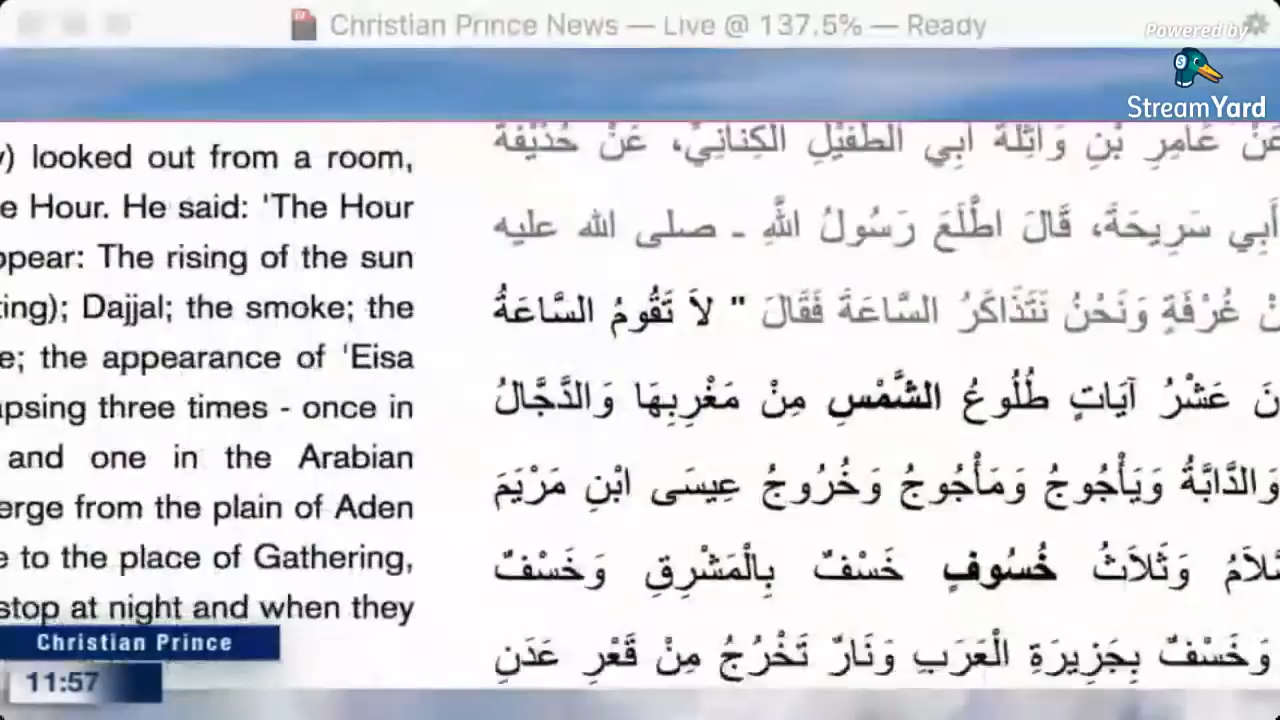 Christian Prince News — Live @ 137.5% — Ready
Powered by
StreamYard
looked out from a room,
Hour. He said: 'The Hour
The rising of the sun
Dajjal; the smoke; the
the appearance of 'Eisa
three times - once in
and one in the Arabian
from the plain of Aden
to the place of Gathering,
stop at night and when they
عَنْ عَامِرِ بْنِ وَاثِلَةَ أَبِي الطُّفَيْلِ الْكِنَانِيِّ، عَنْ حُذَيْفَةَ
أَبِي سَرِيحَةَ، قَالَ اطَّلَعَ رَسُولُ اللَّهِ ـ صلى الله عليه
غُرْفَةٍ وَنَحْنُ نَتَذَاكَرُ السَّاعَةَ فَقَالَ " لاَ تَقُومُ السَّاعَةُ
عَشْرُ آيَاتٍ طُلُوعُ الشَّمْسِ مِنْ مَغْرِبِهَا وَالدَّجَّالُ
وَالدَّابَّةُ وَيَأْجُوجُ وَمَأْجُوجُ وَخُرُوجُ عِيسَى ابْنِ مَرْيَمَ
وَثَلاَثُ خُسُوفٍ خَسْفٌ بِالْمَشْرِقِ وَخَسْفٌ
وَخَسْفٌ بِجَزِيرَةِ الْعَرَبِ وَنَارٌ تَخْرُجُ مِنْ قَعْرِ عَدَنِ
Christian Prince
11:57